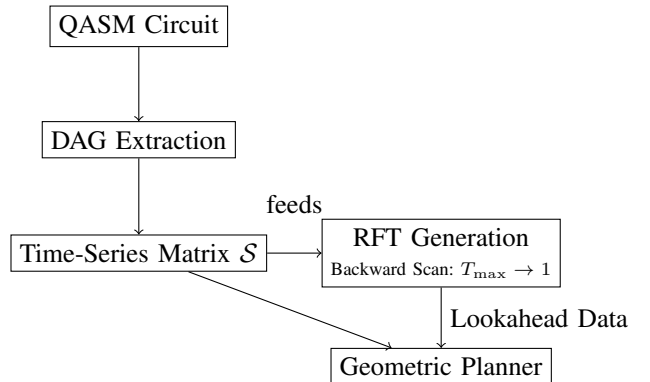 QASM Circuit
DAG Extraction
feeds
Time-Series Matrix 𝒮
RFT Generation
Backward Scan: T_max → 1
Lookahead Data
Geometric Planner